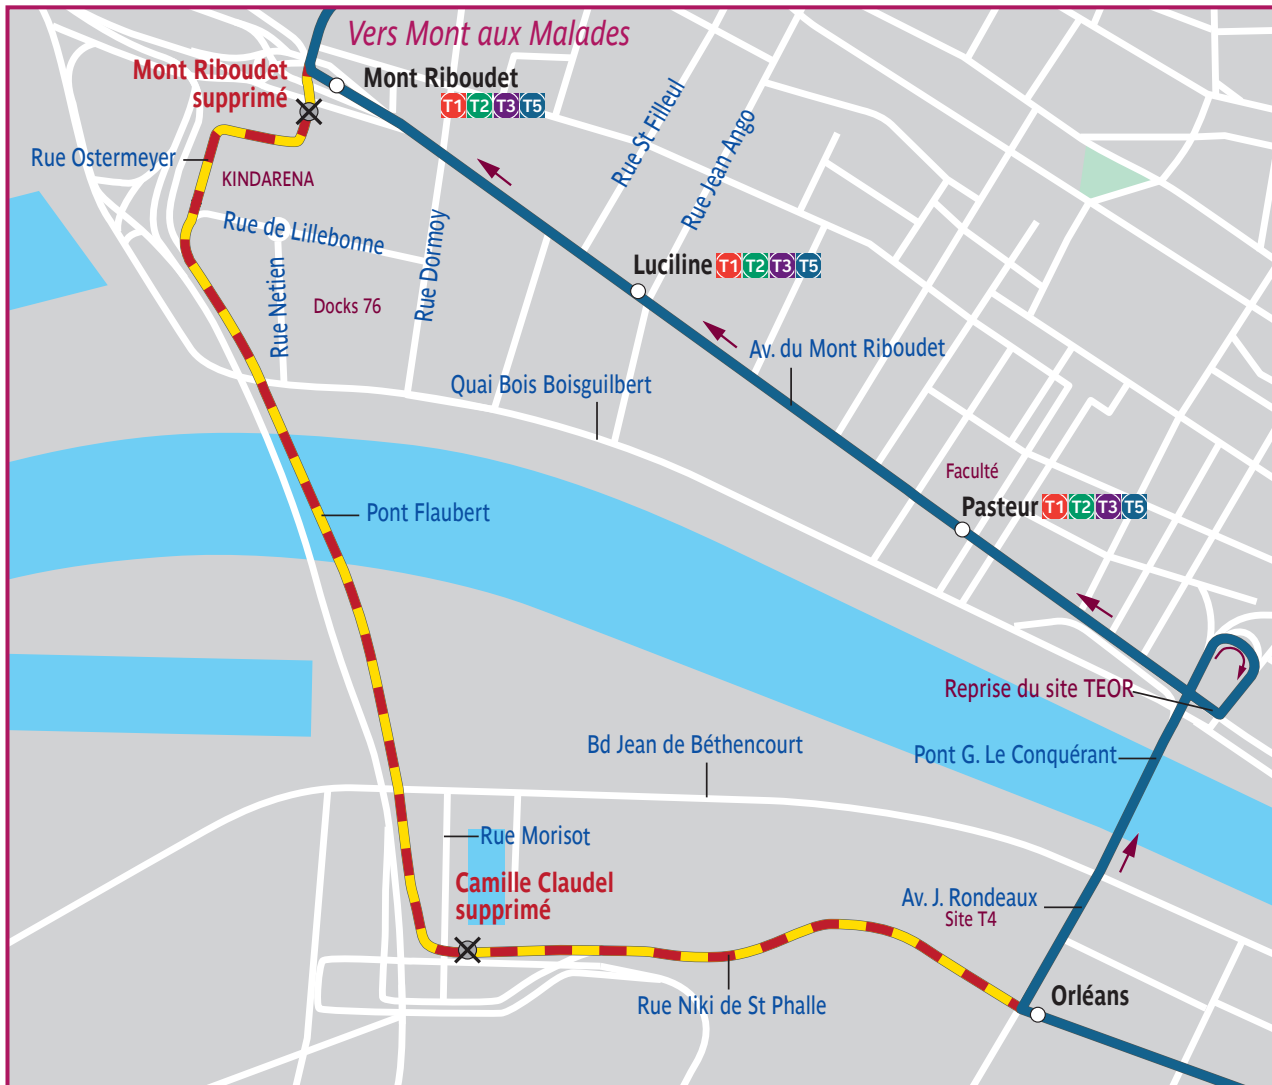 Vers Mont aux Malades
Mont Riboudet
supprimé
Mont Riboudet
T1 T2 T3 T5
Rue Ostermeyer
KINDARENA
Rue St Filleul
Rue Jean Ango
Rue de Lillebonne
Rue Dormoy
Rue Netien
Docks 76
Luciline T1 T2 T3 T5
Av. du Mont Riboudet
Quai Bois Boisguilbert
Faculté
Pasteur T1 T2 T3 T5
Pont Flaubert
Reprise du site TEOR
Bd Jean de Béthencourt
Pont G. Le Conquérant
Rue Morisot
Camille Claudel
supprimé
Av. J. Rondeaux
Site T4
Rue Niki de St Phalle
Orléans